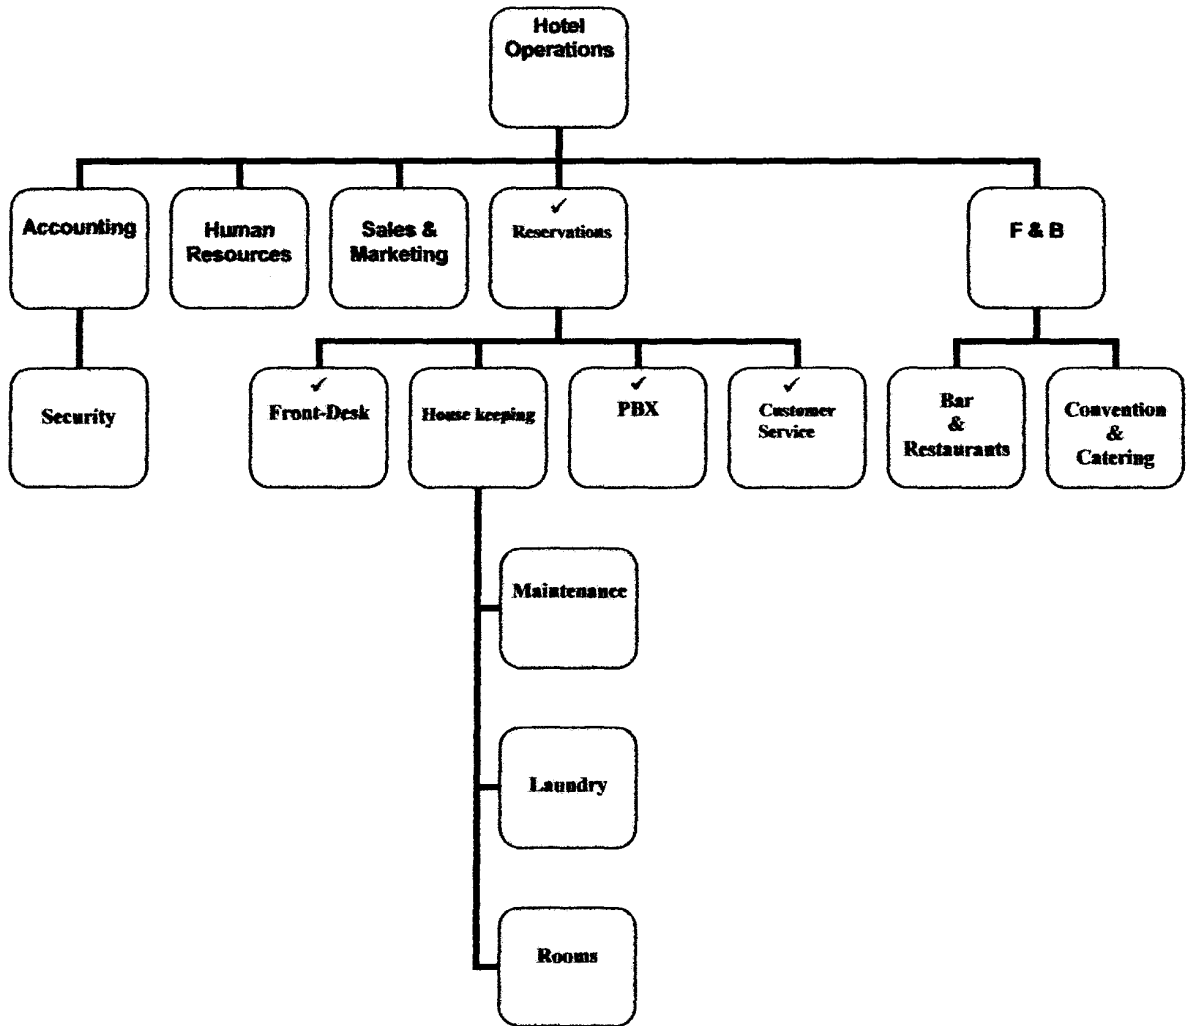 Hotel
Operations
Accounting
Human
Resources
Sales &
Marketing
✓
Reservations
F & B
Security
✓
Front-Desk
House keeping
✓
PBX
✓
Customer
Service
Bar
&
Restaurants
Convention
&
Catering
Maintenance
Laundry
Rooms